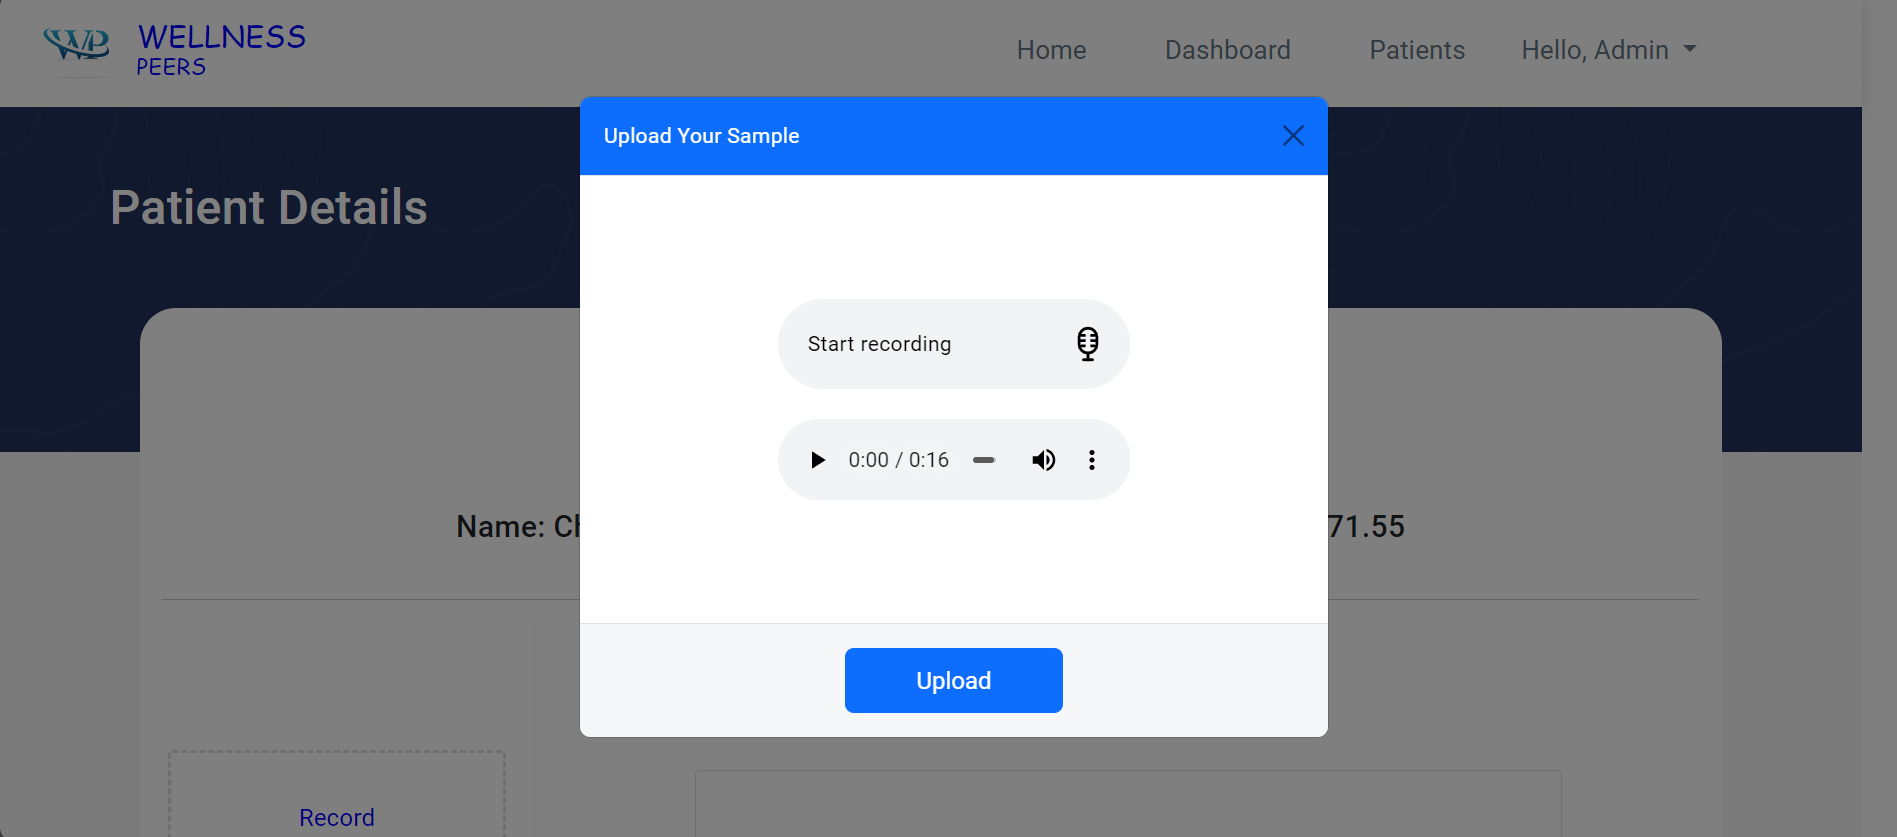 WELLNESS
PEERS
Home Dashboard Patients Hello, Admin
Upload Your Sample
Patient Details
Start recording
0:00 / 0:16
Name: Ch
71.55
Upload
Record